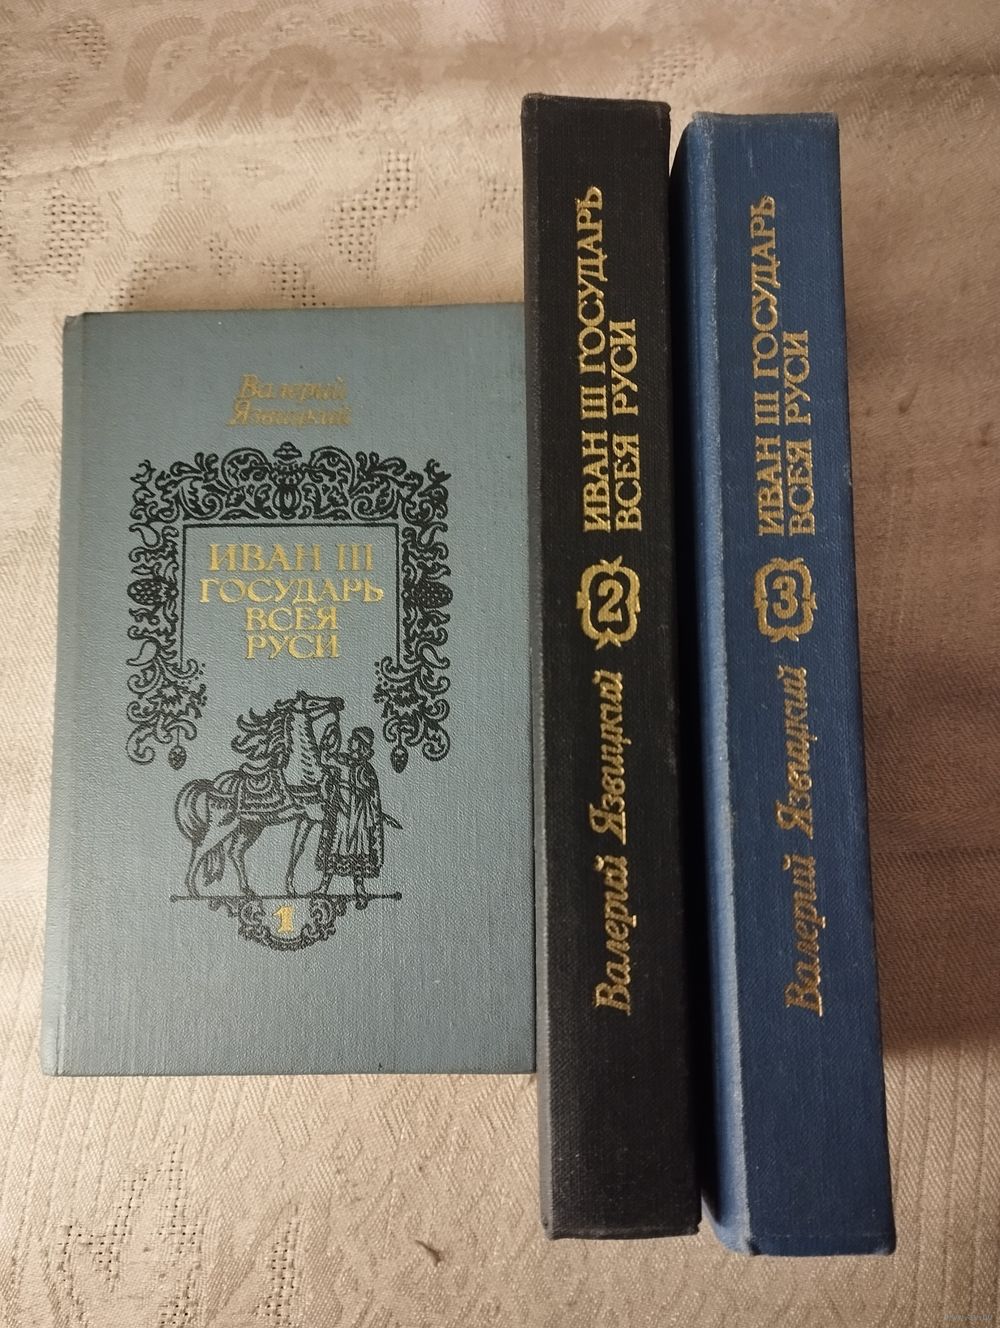 Валерий
Язвицкий
ИВАН III
ГОСУДАРЬ
ВСЕЯ
РУСИ
1
Валерий Язвицкий
2
ИВАН III ГОСУДАРЬ
ВСЕЯ РУСИ
Валерий Язвицкий
3
ИВАН III ГОСУДАРЬ
ВСЕЯ РУСИ